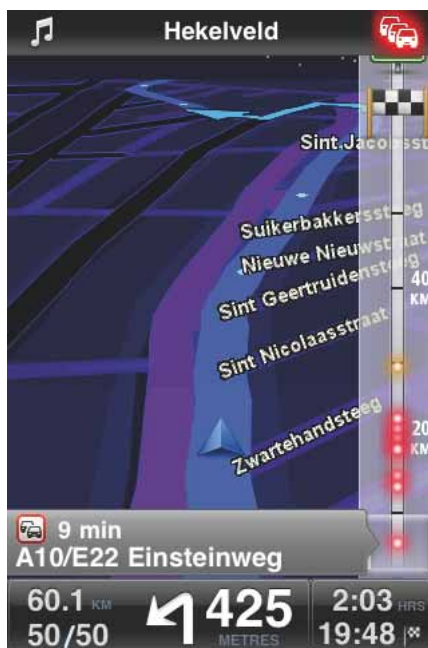 Hekelveld
Sint Jacobsst
Suikerbakkerssteeg
Nieuwe Nieuwstraat
Sint Geertruidensteeg
40
KM
Sint Nicolaasstraat
Zwartehandsteeg
20
KM
9 min
A10/E22 Einsteinweg
60.1 KM
50/50
425
METRES
2:03 HRS
19:48